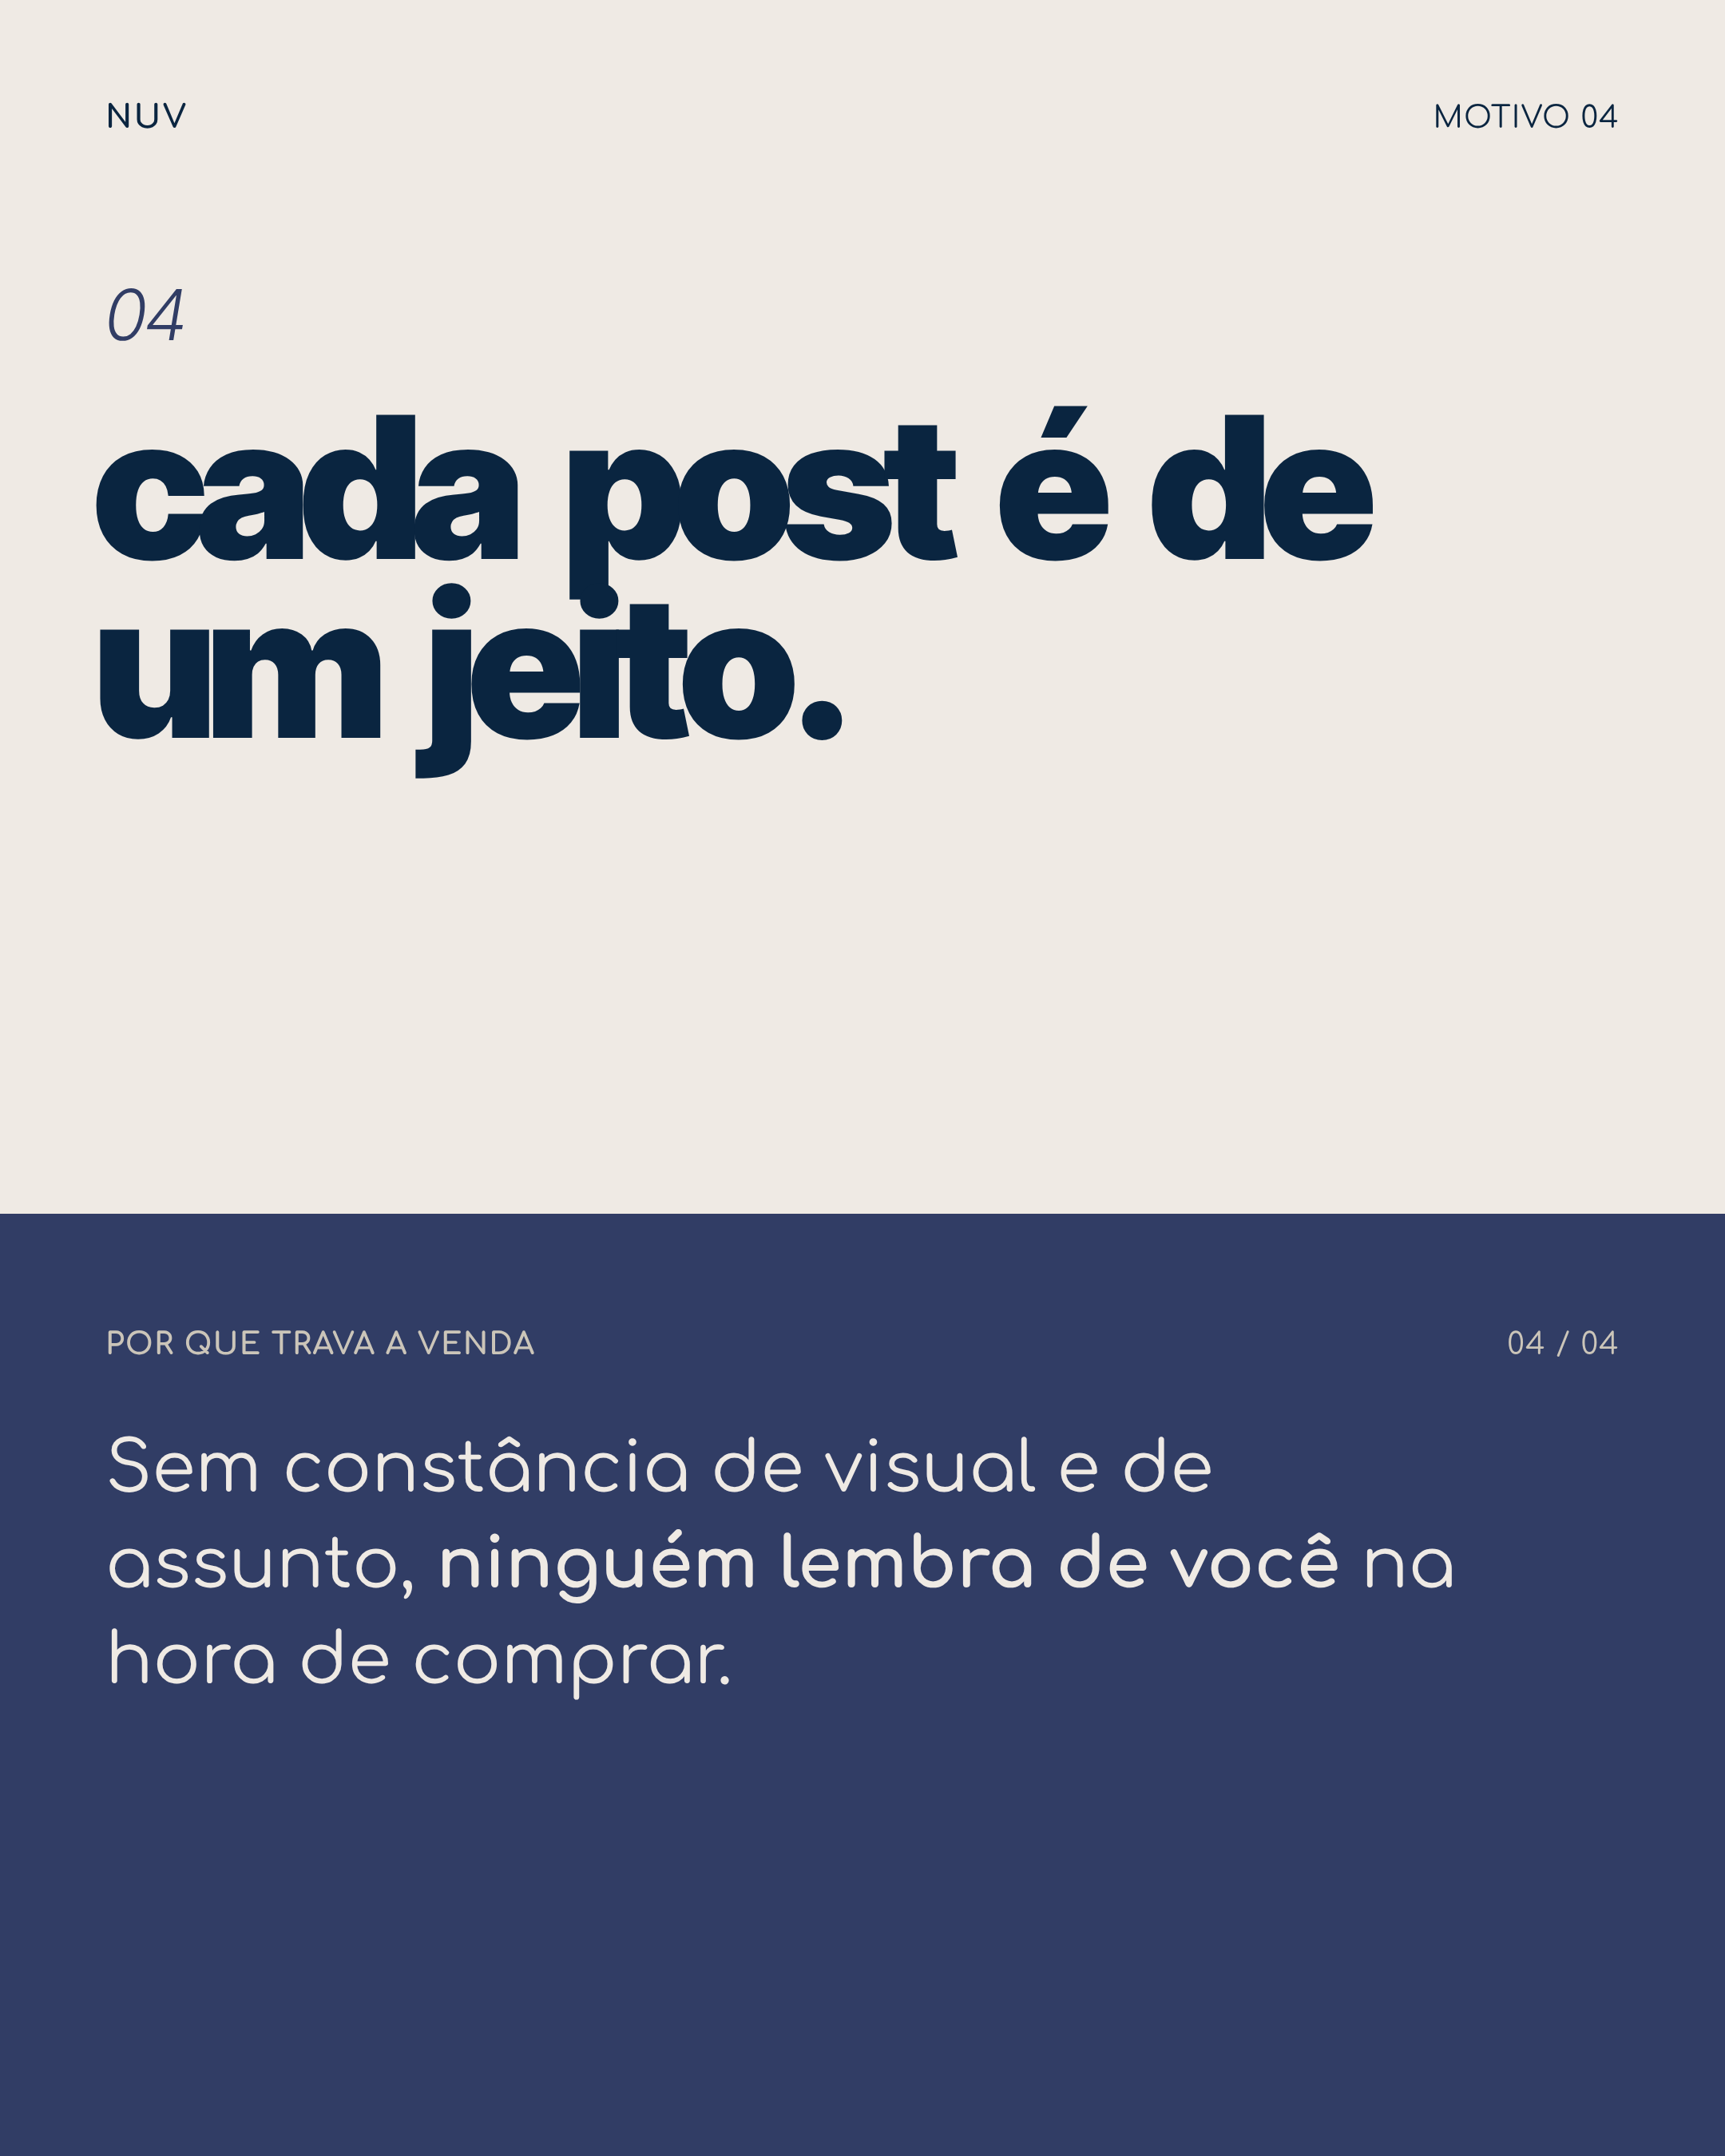 NUV
MOTIVO 04
04
cada post é de
um jeito.
POR QUE TRAVA A VENDA
04 / 04
Sem constância de visual e de
assunto, ninguém lembra de você na
hora de comprar.